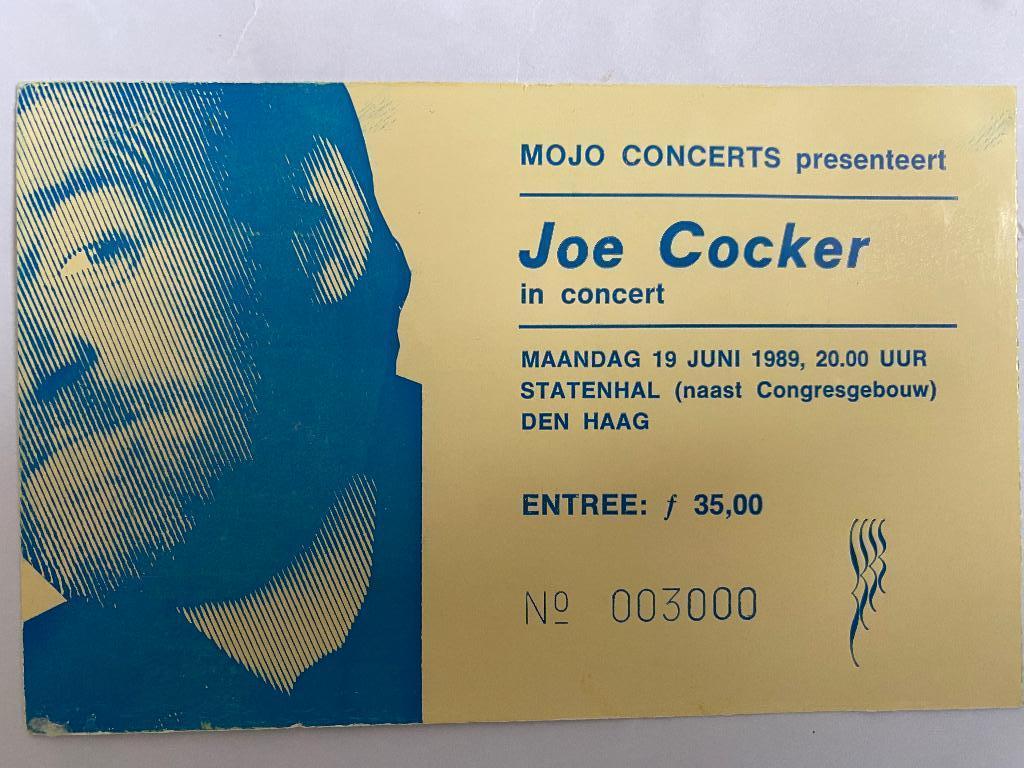 MOJO CONCERTS presenteert
Joe Cocker
in concert
MAANDAG 19 JUNI 1989, 20.00 UUR
STATENHAL (naast Congresgebouw)
DEN HAAG
ENTREE: ƒ 35,00
Nº 003000